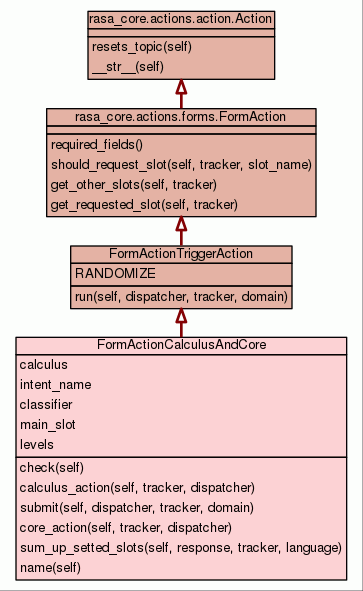 rasa_core.actions.action.Action
resets_topic(self)
__str__(self)
rasa_core.actions.forms.FormAction
required_fields()
should_request_slot(self, tracker, slot_name)
get_other_slots(self, tracker)
get_requested_slot(self, tracker)
FormActionTriggerAction
RANDOMIZE
run(self, dispatcher, tracker, domain)
FormActionCalculusAndCore
calculus
intent_name
classifier
main_slot
levels
check(self)
calculus_action(self, tracker, dispatcher)
submit(self, dispatcher, tracker, domain)
core_action(self, tracker, dispatcher)
sum_up_setted_slots(self, response, tracker, language)
name(self)